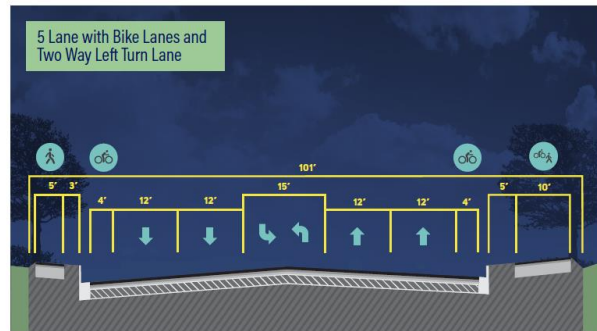 5 Lane with Bike Lanes and
Two Way Left Turn Lane
101'
5' 3' 15' 5' 10'
4' 12' 12' 12' 12' 4'